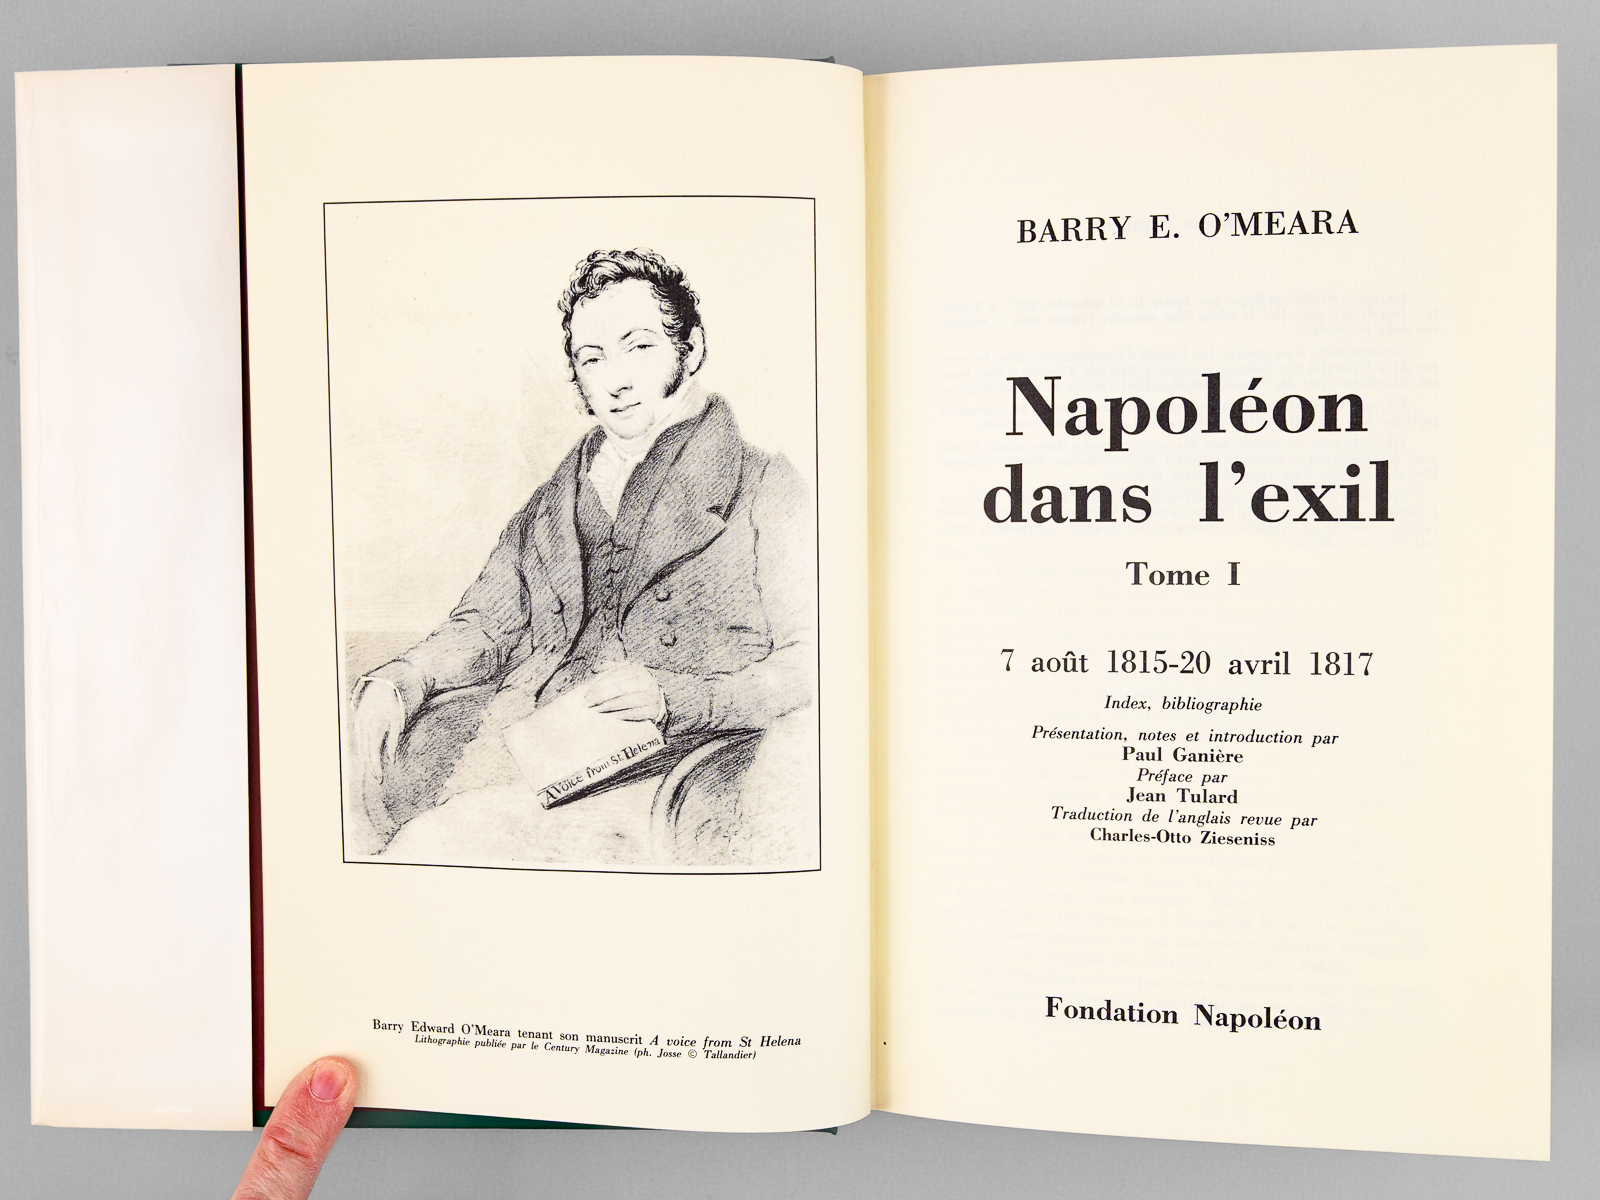 A Voice from St. Helena
Barry Edward O'Meara tenant son manuscrit A voice from St Helena
Lithographie publiée par le Century Magazine (ph. Josse © Tallandier)
BARRY E. O'MEARA
Napoléon
dans l'exil
Tome I
7 août 1815-20 avril 1817
Index, bibliographie
Présentation, notes et introduction par
Paul Ganière
Préface par
Jean Tulard
Traduction de l'anglais revue par
Charles-Otto Zieseniss
Fondation Napoléon